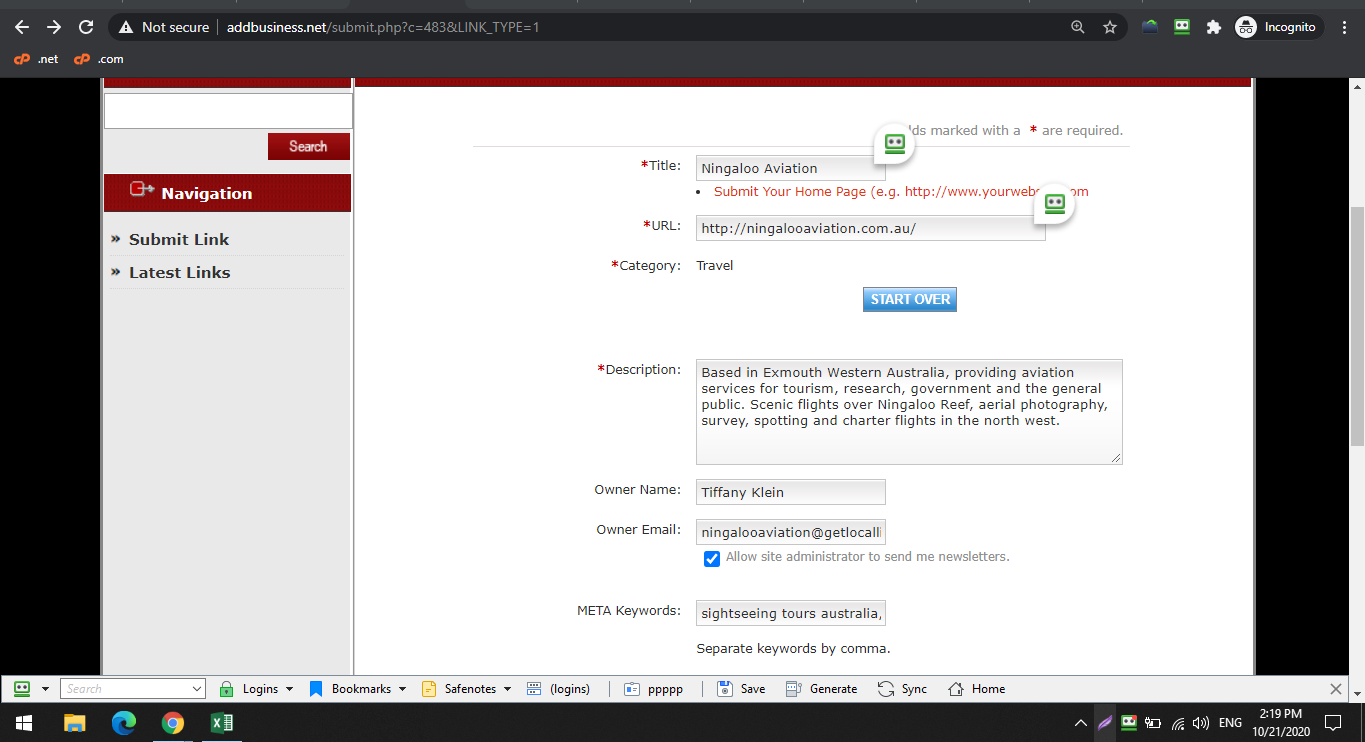 Not secure addbusiness.net/submit.php?c=483&LINK_TYPE=1 Incognito
cP .net cP .com
Search
Navigation
» Submit Link
» Latest Links
marked with a * are required.
*Title: Ningaloo Aviation
• Submit Your Home Page (e.g. http://www.
*URL: http://ningalooaviation.com.au/
*Category: Travel
START OVER
*Description: Based in Exmouth Western Australia, providing aviation
services for tourism, research, government and the general
public. Scenic flights over Ningaloo Reef, aerial photography,
survey, spotting and charter flights in the north west.
Owner Name: Tiffany Klein
Owner Email: ningalooaviation@getlocalli
Allow site administrator to send me newsletters.
META Keywords: sightseeing tours australia,
Separate keywords by comma.
Search Logins Bookmarks Safenotes (logins) ppppp Save Generate Sync Home
ENG 2:19 PM
10/21/2020